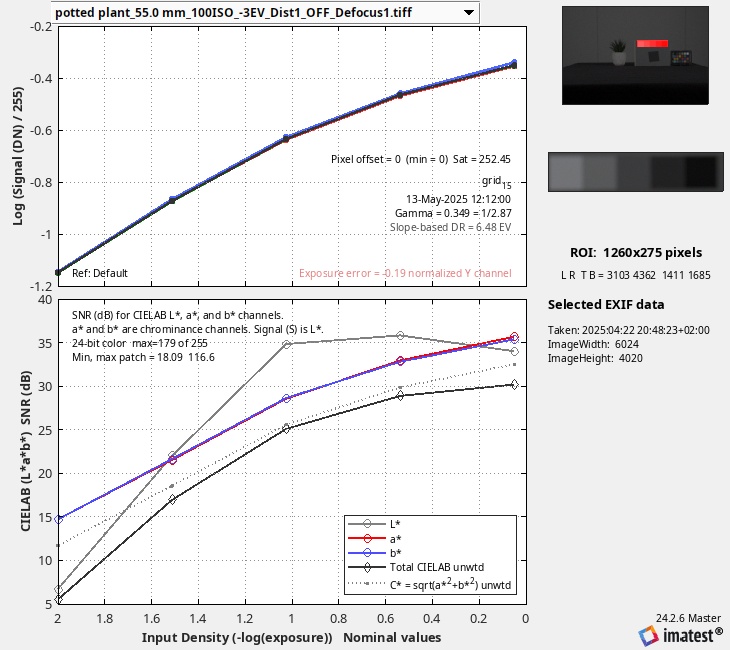 potted plant_55.0 mm_100ISO_-3EV_Dist1_OFF_Defocus1.tiff
-0.2
-0.4
-0.6
-0.8
-1
-1.2
Log (Signal (DN) / 255)
Pixel offset = 0 (min = 0) Sat = 252.45
grid_15
13-May-2025 12:12:00
Gamma = 0.349 = 1/2.87
Slope-based DR = 6.48 EV
Ref: Default
Exposure error = -0.19 normalized Y channel
40
35
30
25
20
15
10
5
CIELAB (L*a*b*) SNR (dB)
SNR (dB) for CIELAB L*, a*, and b* channels.
a* and b* are chrominance channels. Signal (S) is L*.
24-bit color max=179 of 255
Min, max patch = 18.09 116.6
L*
a*
b*
Total CIELAB unwtd
C* = sqrt(a*²+b*²) unwtd
2 1.8 1.6 1.4 1.2 1 0.8 0.6 0.4 0.2 0
Input Density (-log(exposure)) Nominal values
ROI: 1260x275 pixels
L R T B = 3103 4362 1411 1685
Selected EXIF data
Taken: 2025:04:22 20:48:23+02:00
ImageWidth: 6024
ImageHeight: 4020
24.2.6 Master
imatest®